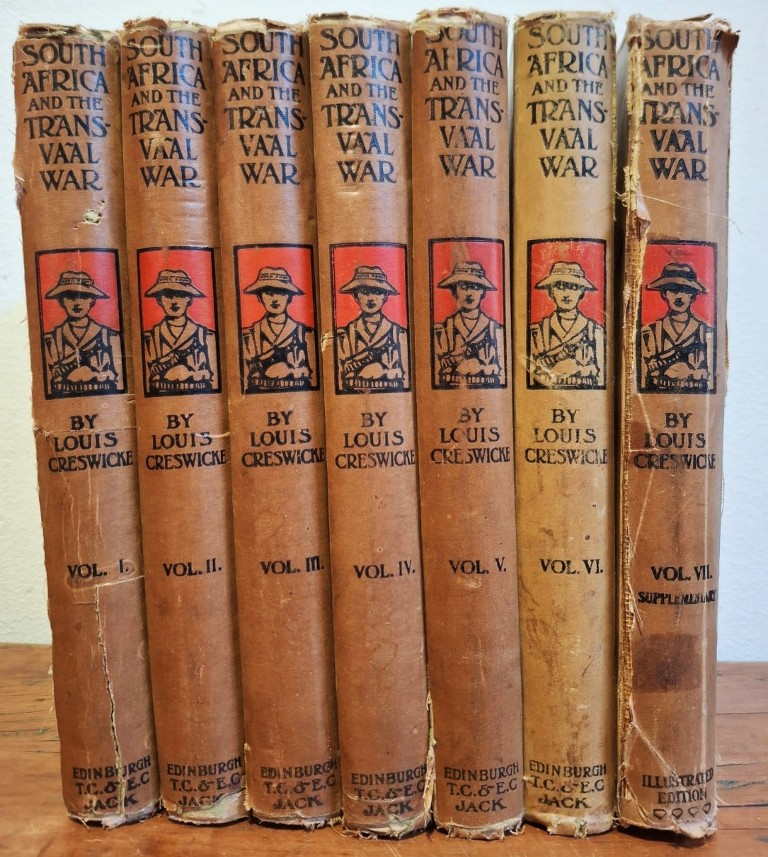 SOUTH
AFRICA
AND THE
TRANS-
VAAL
WAR
BY
LOUIS
CRESWICKE
VOL. I.
EDINBURGH
T.C. & E.C
JACK
SOUTH
AFRICA
AND THE
TRANS-
VAAL
WAR
BY
LOUIS
CRESWICKE
VOL. II.
EDINBURGH
T.C. & E.C
JACK
SOUTH
AFRICA
AND THE
TRANS-
VAAL
WAR
BY
LOUIS
CRESWICKE
VOL. III.
EDINBURGH
T.C. & E.C
JACK
SOUTH
AFRICA
AND THE
TRANS-
VAAL
WAR
BY
LOUIS
CRESWICKE
VOL. IV.
EDINBURGH
T.C. & E.C
JACK
SOUTH
AFRICA
AND THE
TRANS-
VAAL
WAR
BY
LOUIS
CRESWICKE
VOL. V.
EDINBURGH
T.C. & E.C
JACK
SOUTH
AFRICA
AND THE
TRANS-
VAAL
WAR
BY
LOUIS
CRESWICKE
VOL. VI.
EDINBURGH
T.C. & E.C
JACK
SOUTH
AFRICA
AND THE
TRANS-
VAAL
WAR
BY
LOUIS
CRESWICKE
VOL. VII.
SUPPLEMENTARY
ILLUSTRATED
EDITION